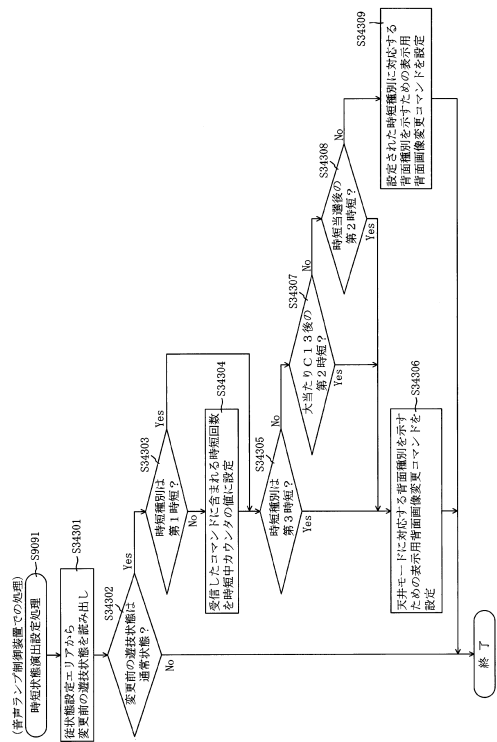 (音声ランプ制御装置での処理)
時短状態演出設定処理
S9091
従状態設定エリアから
変更前の遊技状態を読み出し
S34301
変更前の遊技状態は
通常状態?
S34302
Yes
No
時短種別は
第1時短?
S34303
Yes
No
受信したコマンドに含まれる時短回数
を時短中カウンタの値に設定
S34304
時短種別は
第3時短?
S34305
No
Yes
大当たりC13後の
第2時短?
S34307
No
Yes
時短当選後の
第2時短?
S34308
No
Yes
設定された時短種別に対応する
背面種別を示すための表示用
背面画像変更コマンドを設定
S34309
天井モードに対応する背面種別を示す
ための表示用背面画像変更コマンドを
設定
S34306
終了